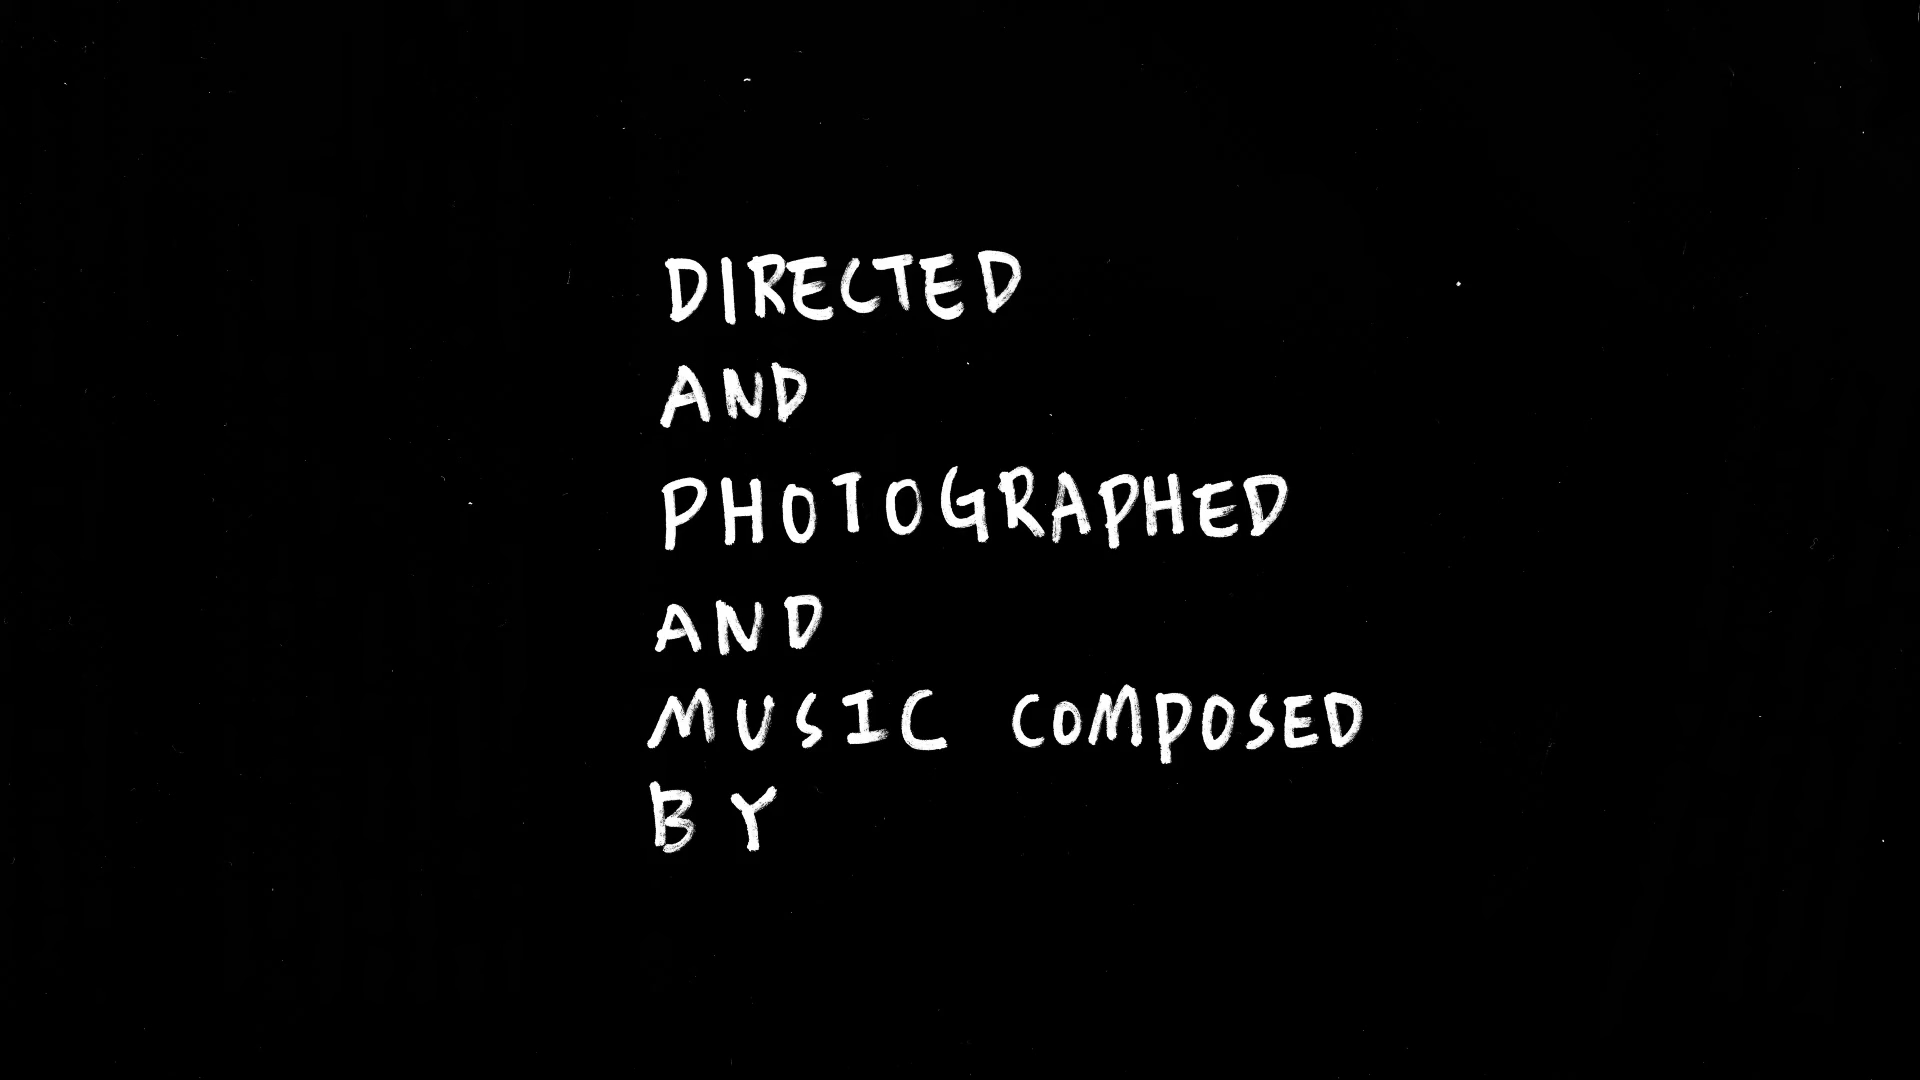 DIRECTED
AND
PHOTOGRAPHED
AND
MUSIC COMPOSED
BY